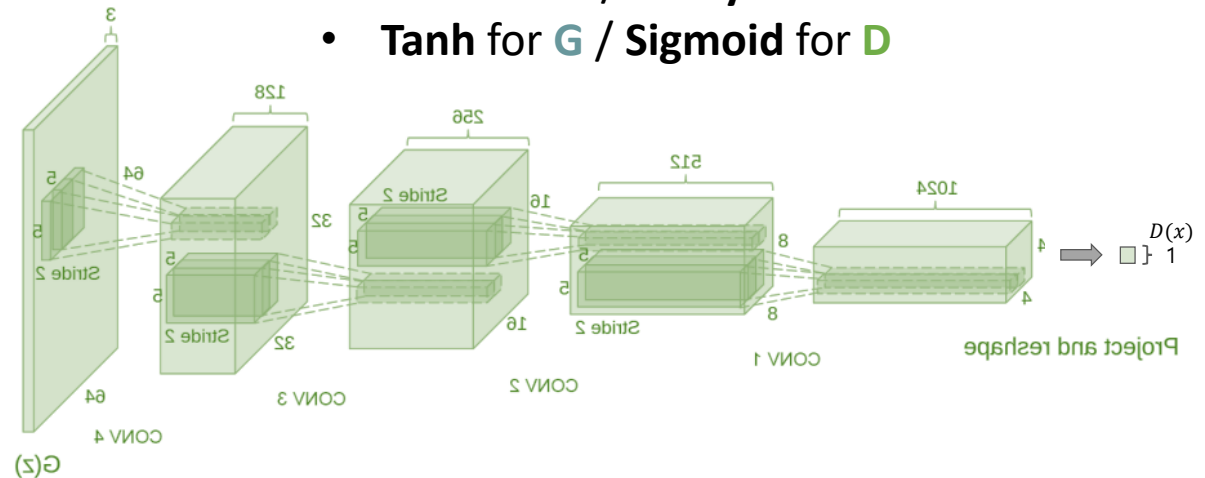 • Tanh for G / Sigmoid for D
3
128
256
512
1024
5
5
64
Stride 2
64
G(z)
CONV 4
32
5
5
Stride 2
32
CONV 3
Stride 2
5
5
16
16
CONV 2
8
5
5
Stride 2
8
CONV 1
4
4
Project and reshape
D(x)
1